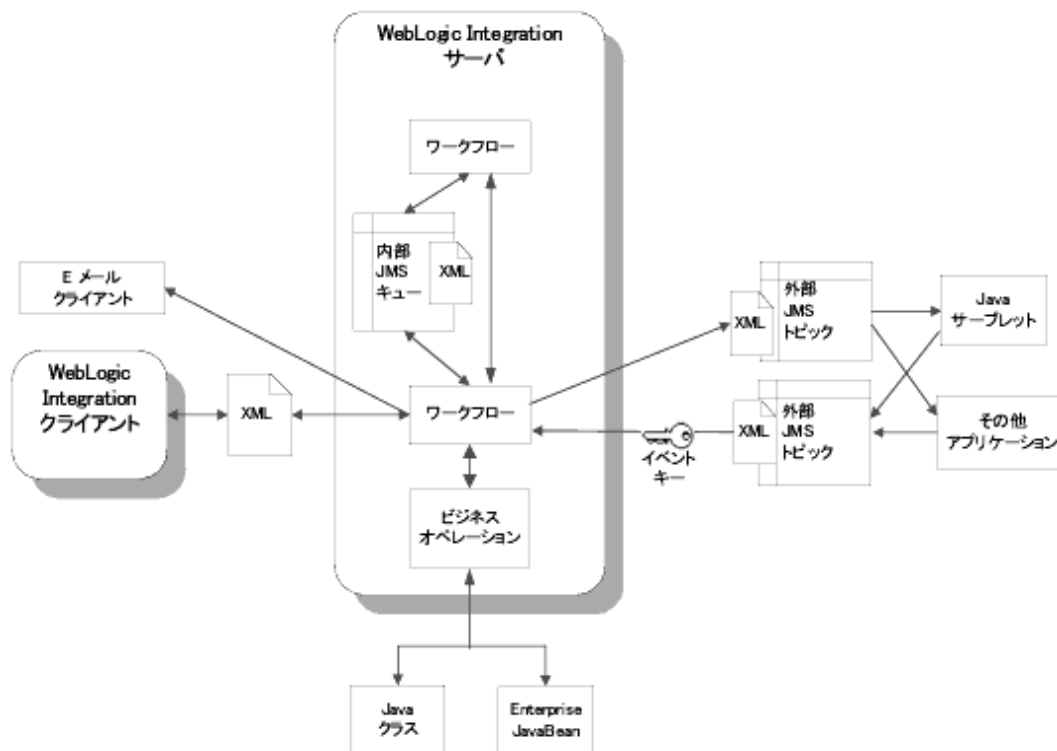 WebLogic Integration
サーバ
ワークフロー
内部
JMS
キュー
XML
E メール
クライアント
WebLogic
Integration
クライアント
XML
ワークフロー
XML
外部
JMS
トピック
Java
サーブレット
イベント
キー
XML
外部
JMS
トピック
その他
アプリケーション
ビジネス
オペレーション
Java
クラス
Enterprise
JavaBean